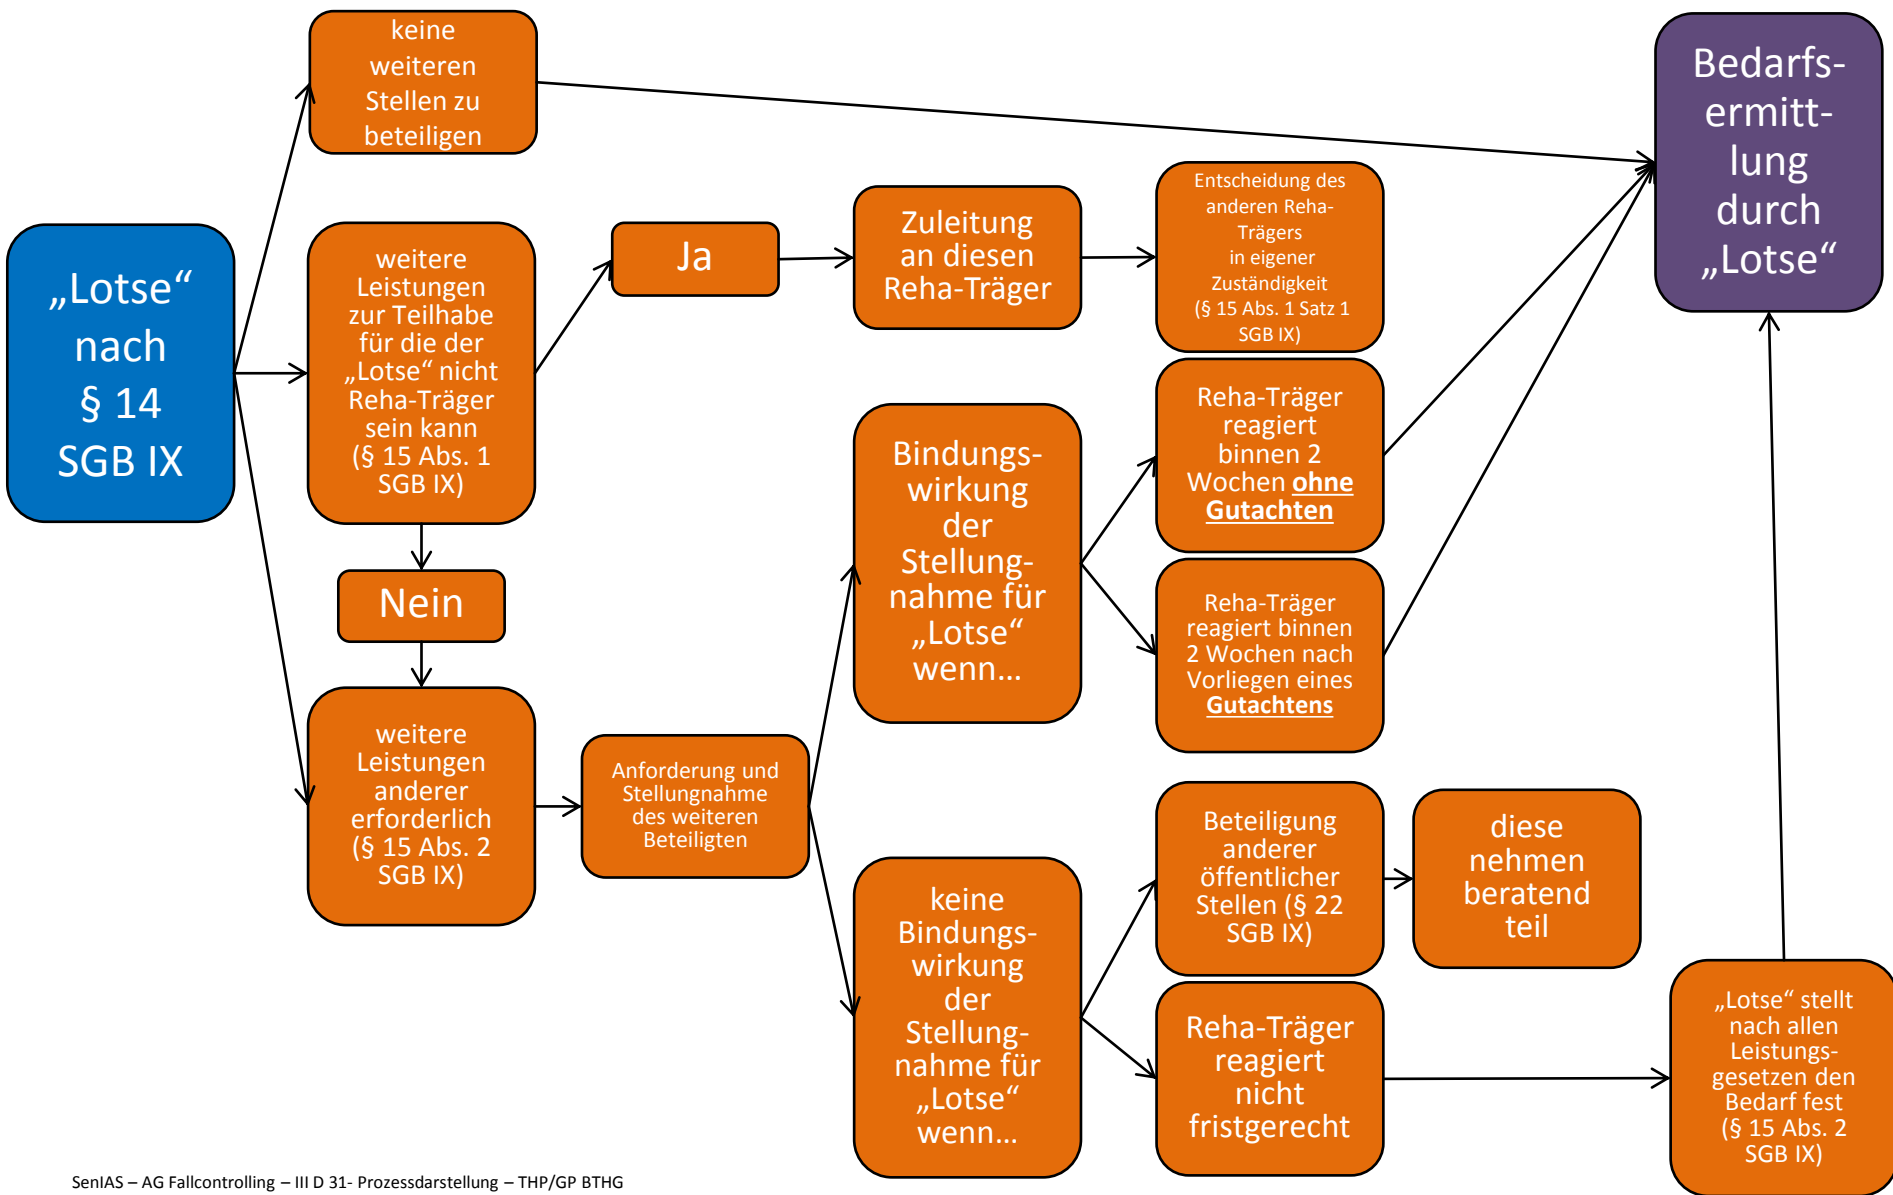 „Lotse“
nach
§ 14
SGB IX
keine
weiteren
Stellen zu
beteiligen
weitere
Leistungen
zur Teilhabe
für die der
„Lotse“ nicht
Reha-Träger
sein kann
(§ 15 Abs. 1
SGB IX)
Ja
Zuleitung
an diesen
Reha-Träger
Entscheidung des
anderen Reha-
Trägers
in eigener
Zuständigkeit
(§ 15 Abs. 1 Satz 1
SGB IX)
Nein
weitere
Leistungen
anderer
erforderlich
(§ 15 Abs. 2
SGB IX)
Anforderung und
Stellungnahme
des weiteren
Beteiligten
Bindungs-
wirkung
der
Stellung-
nahme für
„Lotse“
wenn...
Reha-Träger
reagiert
binnen 2
Wochen ohne
Gutachten
Reha-Träger
reagiert binnen
2 Wochen nach
Vorliegen eines
Gutachtens
keine
Bindungs-
wirkung
der
Stellung-
nahme für
„Lotse“
wenn...
Beteiligung
anderer
öffentlicher
Stellen (§ 22
SGB IX)
diese
nehmen
beratend
teil
Reha-Träger
reagiert
nicht
fristgerecht
„Lotse“ stellt
nach allen
Leistungs-
gesetzen den
Bedarf fest
(§ 15 Abs. 2
SGB IX)
Bedarfs-
ermitt-
lung
durch
„Lotse“
SenIAS – AG Fallcontrolling – III D 31- Prozessdarstellung – THP/GP BTHG